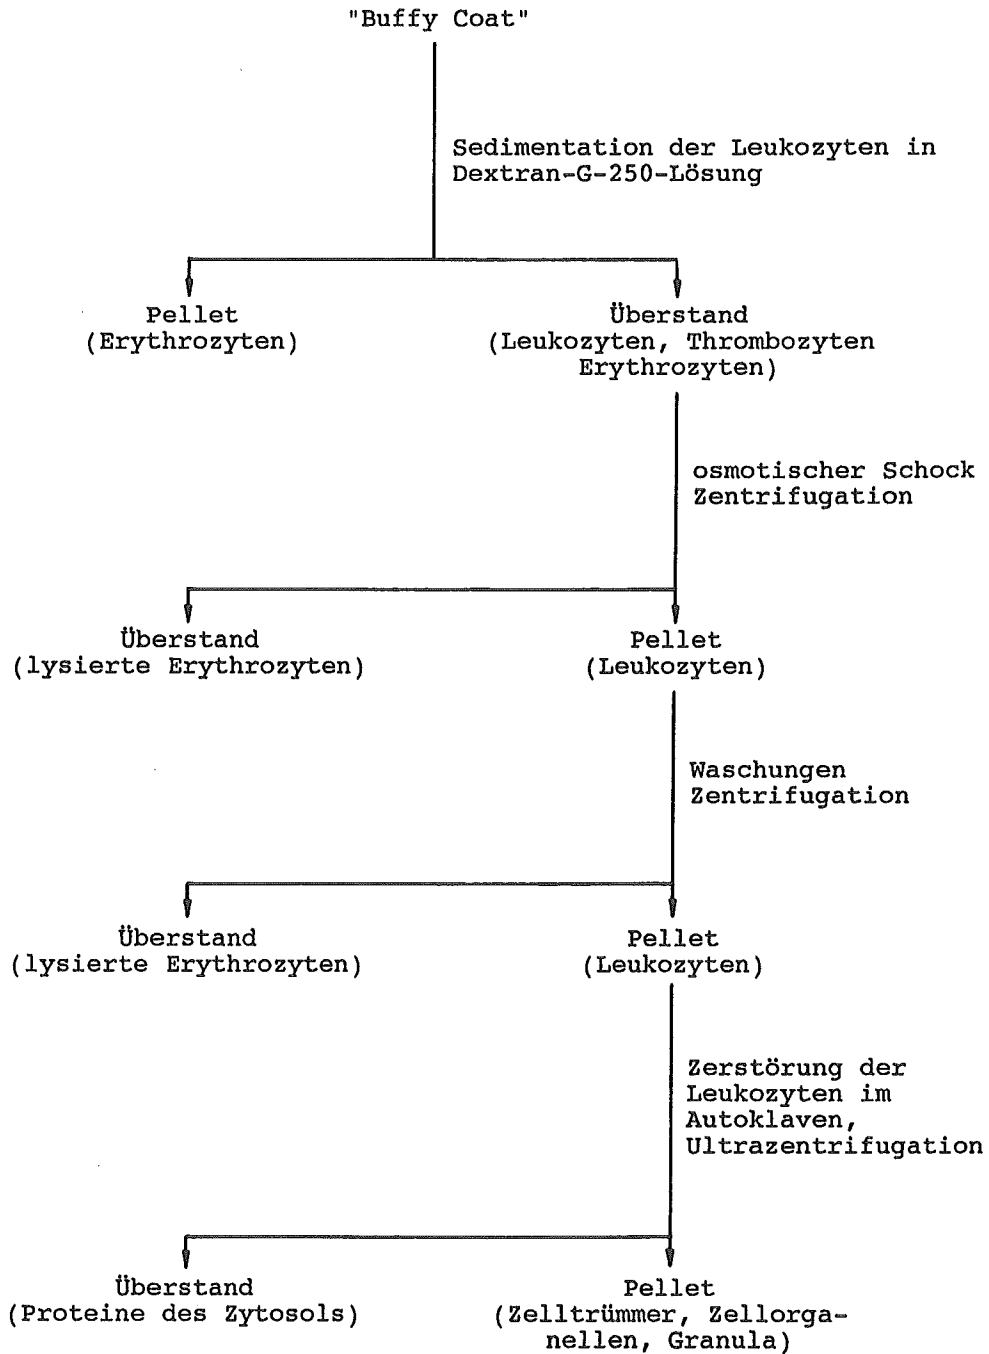 "Buffy Coat"
Sedimentation der Leukozyten in
Dextran-G-250-Lösung
Pellet
(Erythrozyten)
Überstand
(Leukozyten, Thrombozyten
Erythrozyten)
osmotischer Schock
Zentrifugation
Überstand
(lysierte Erythrozyten)
Pellet
(Leukozyten)
Waschungen
Zentrifugation
Überstand
(lysierte Erythrozyten)
Pellet
(Leukozyten)
Zerstörung der
Leukozyten im
Autoklaven,
Ultrazentrifugation
Überstand
(Proteine des Zytosols)
Pellet
(Zelltrümmer, Zellorga-
nellen, Granula)